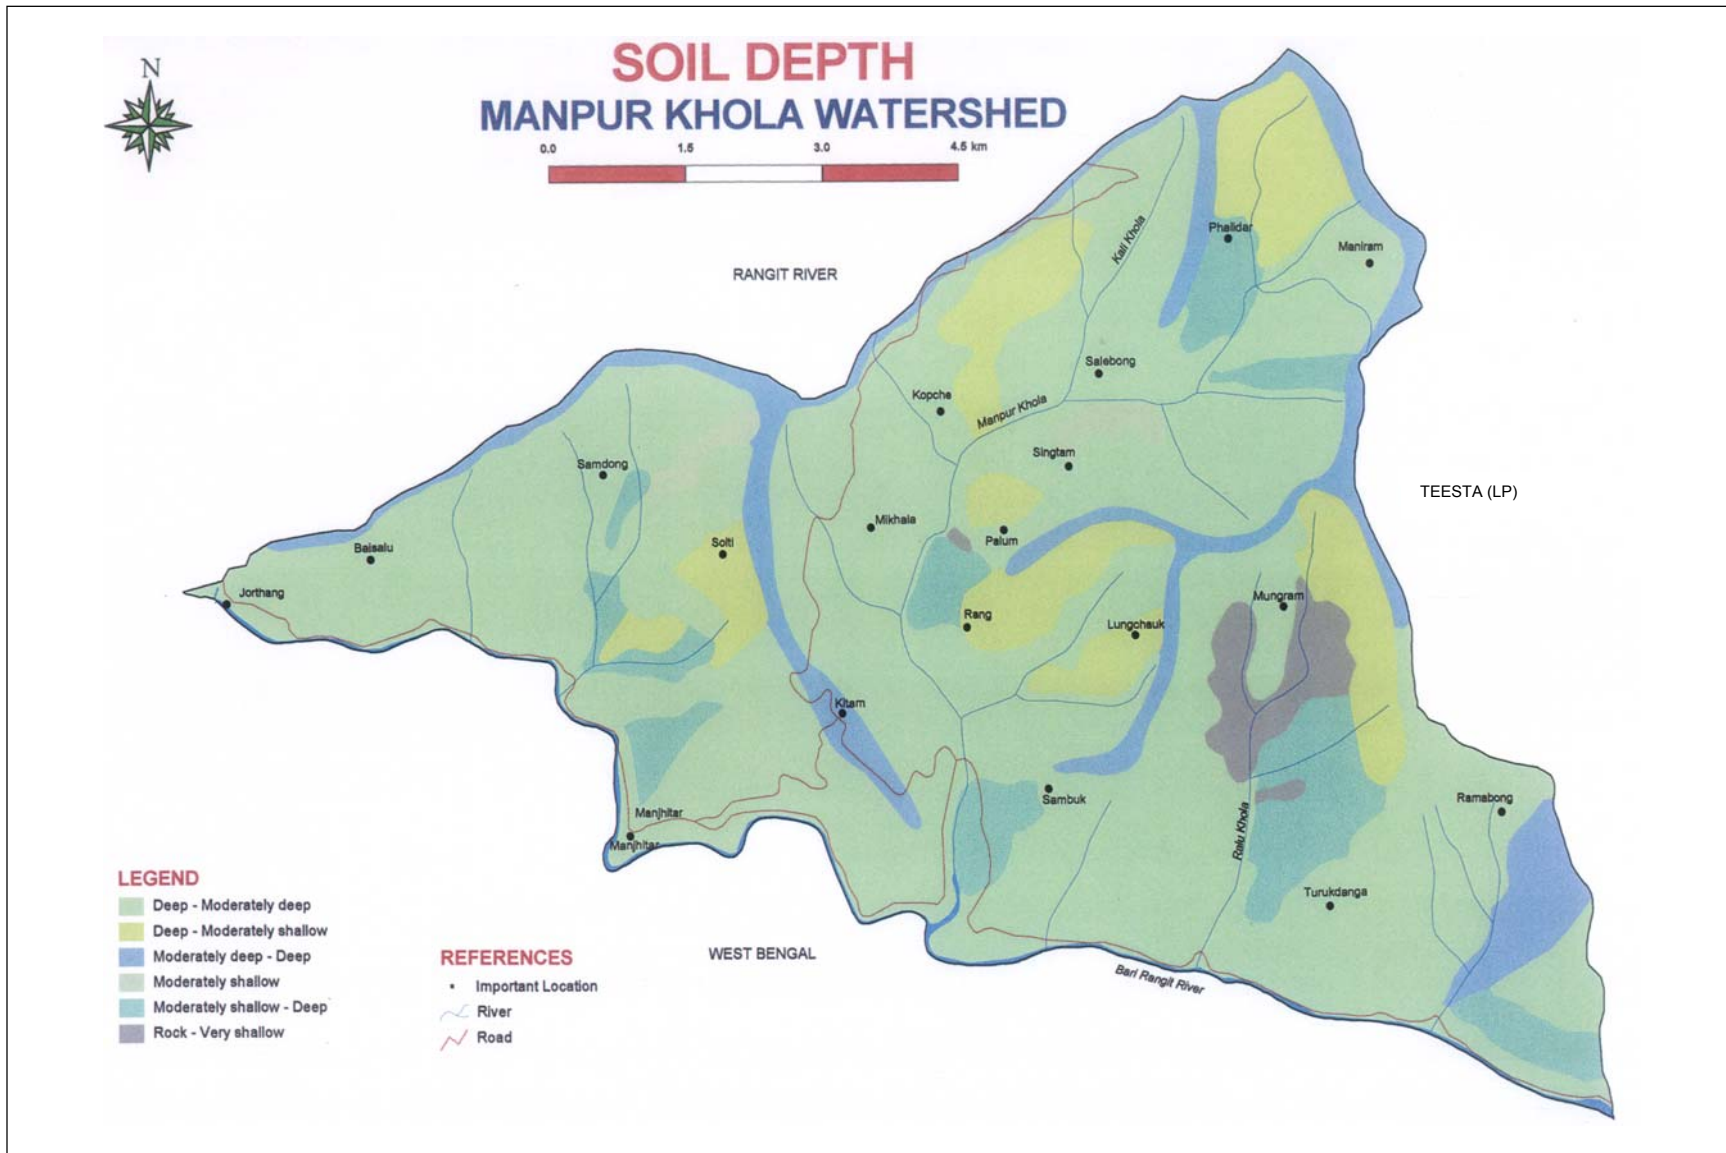 N
SOIL DEPTH
MANPUR KHOLA WATERSHED
0.0 1.5 3.0 4.5 km
RANGIT RIVER
Kali Khola
Phalidar
Maniram
Salebong
Kopche
Manpur Khola
Singtam
Samdong
TEESTA (LP)
Mikhala
Palum
Solti
Baisalu
Jorthang
Mungram
Rang
Lungchauk
Kitam
Sambuk
Ramabong
Manjhitar
Manjhitar
Ralu Khola
Turukdanga
WEST BENGAL
Bari Rangit River
LEGEND
Deep - Moderately deep
Deep - Moderately shallow
Moderately deep - Deep
Moderately shallow
Moderately shallow - Deep
Rock - Very shallow
REFERENCES
Important Location
River
Road